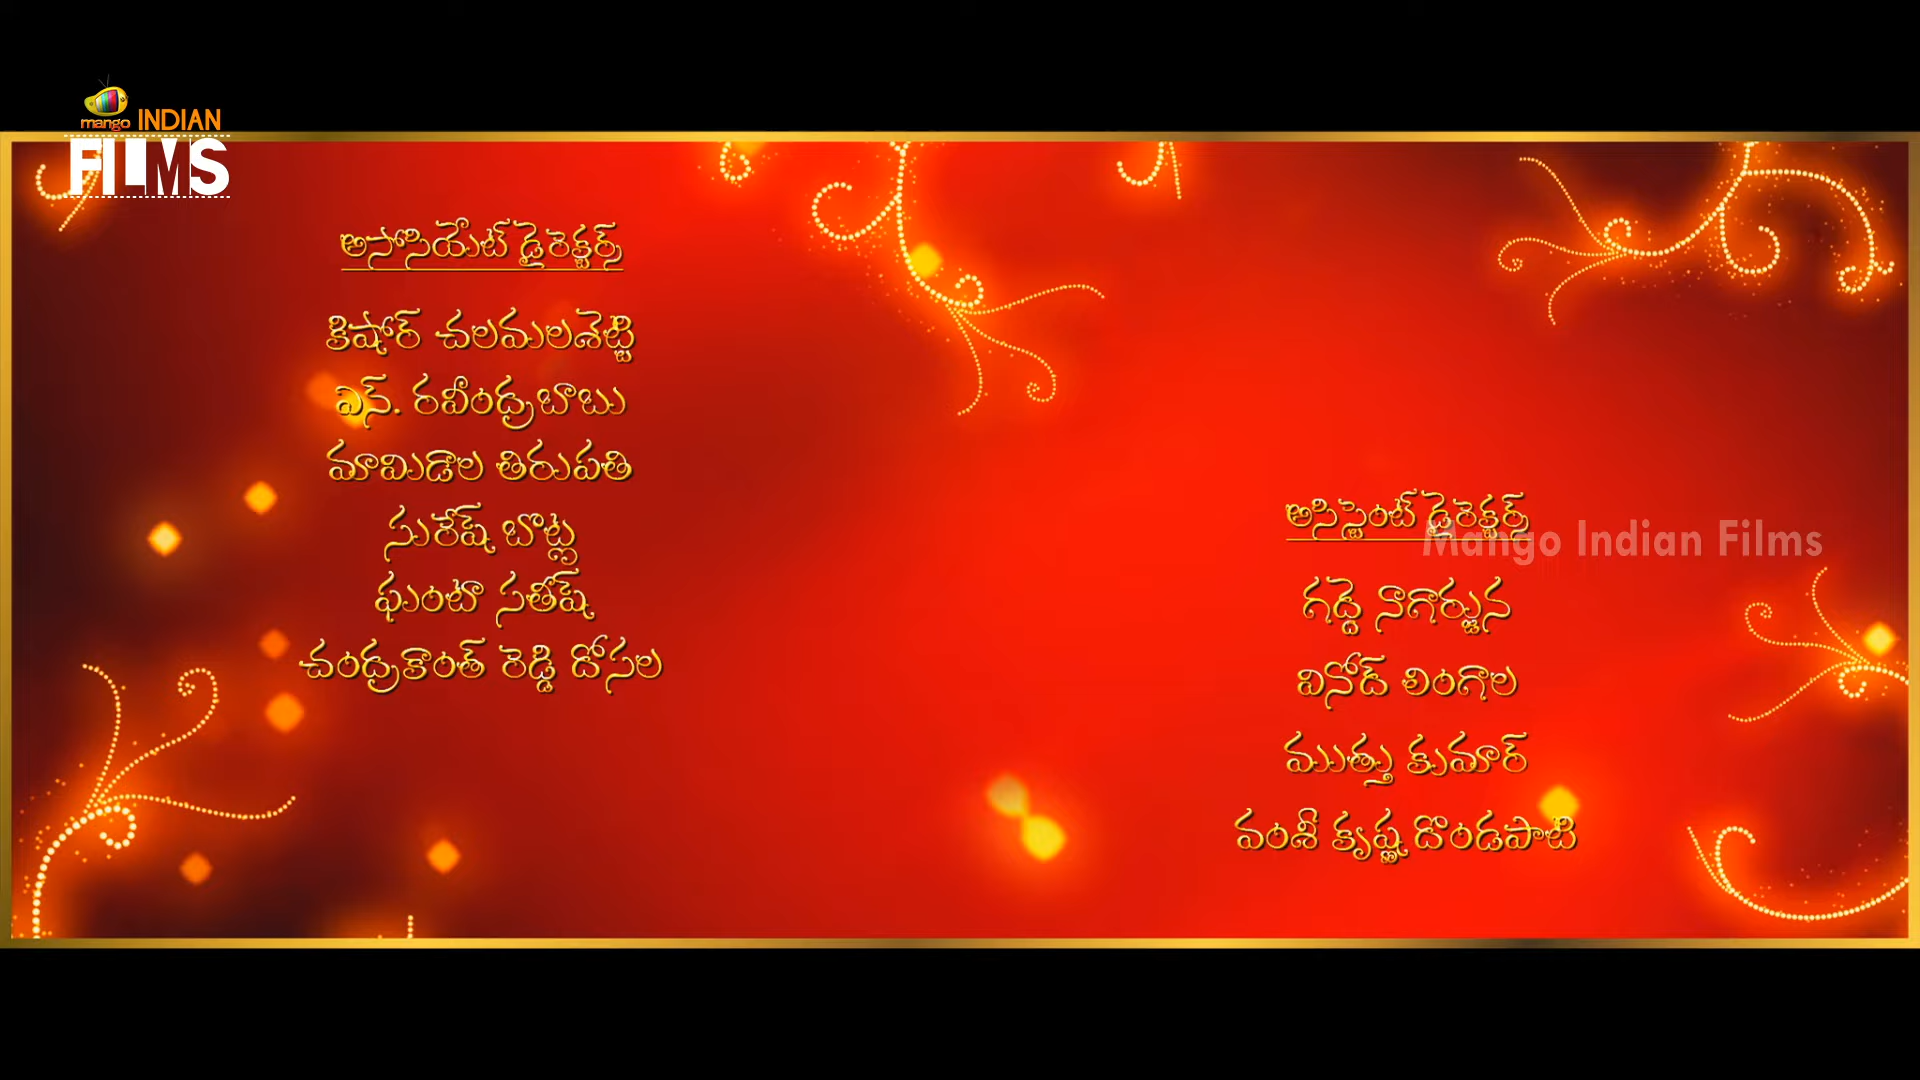 mango INDIAN
FILMS
అసోసియేట్ డైరెక్టర్స్
కిషోర్ చలమలశెట్టి
ఎన్. రవీంద్రబాబు
మామిడాల తిరుపతి
సురేష్ బొట్ల
ఘంటా సతీష్
చంద్రకాంత్ రెడ్డి దోసల
అసిస్టెంట్ డైరెక్టర్స్
Mango Indian Films
గద్దె నాగార్జున
వినోద్ లింగాల
ముత్తు కుమార్
వంశీ కృష్ణ దొండపాటి